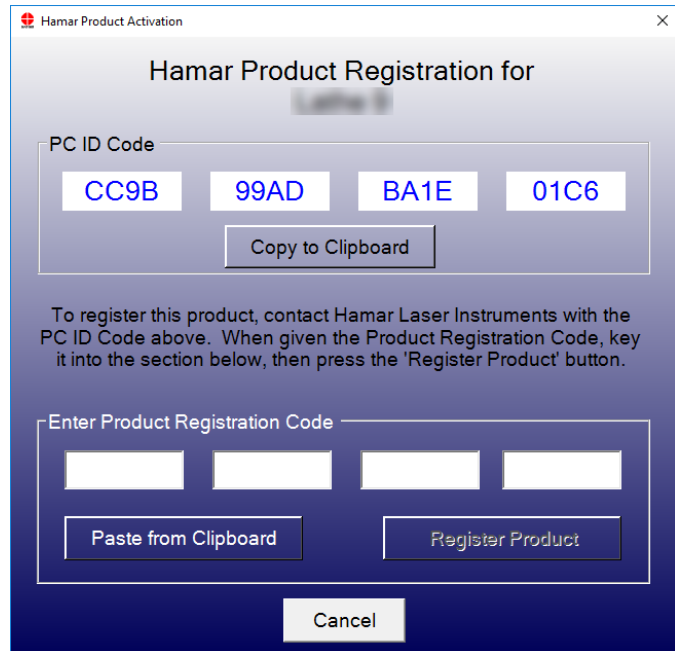 Hamar Product Activation
Hamar Product Registration for
PC ID Code
CC9B 99AD BA1E 01C6
Copy to Clipboard
To register this product, contact Hamar Laser Instruments with the
PC ID Code above. When given the Product Registration Code, key
it into the section below, then press the 'Register Product' button.
Enter Product Registration Code
Paste from Clipboard Register Product
Cancel